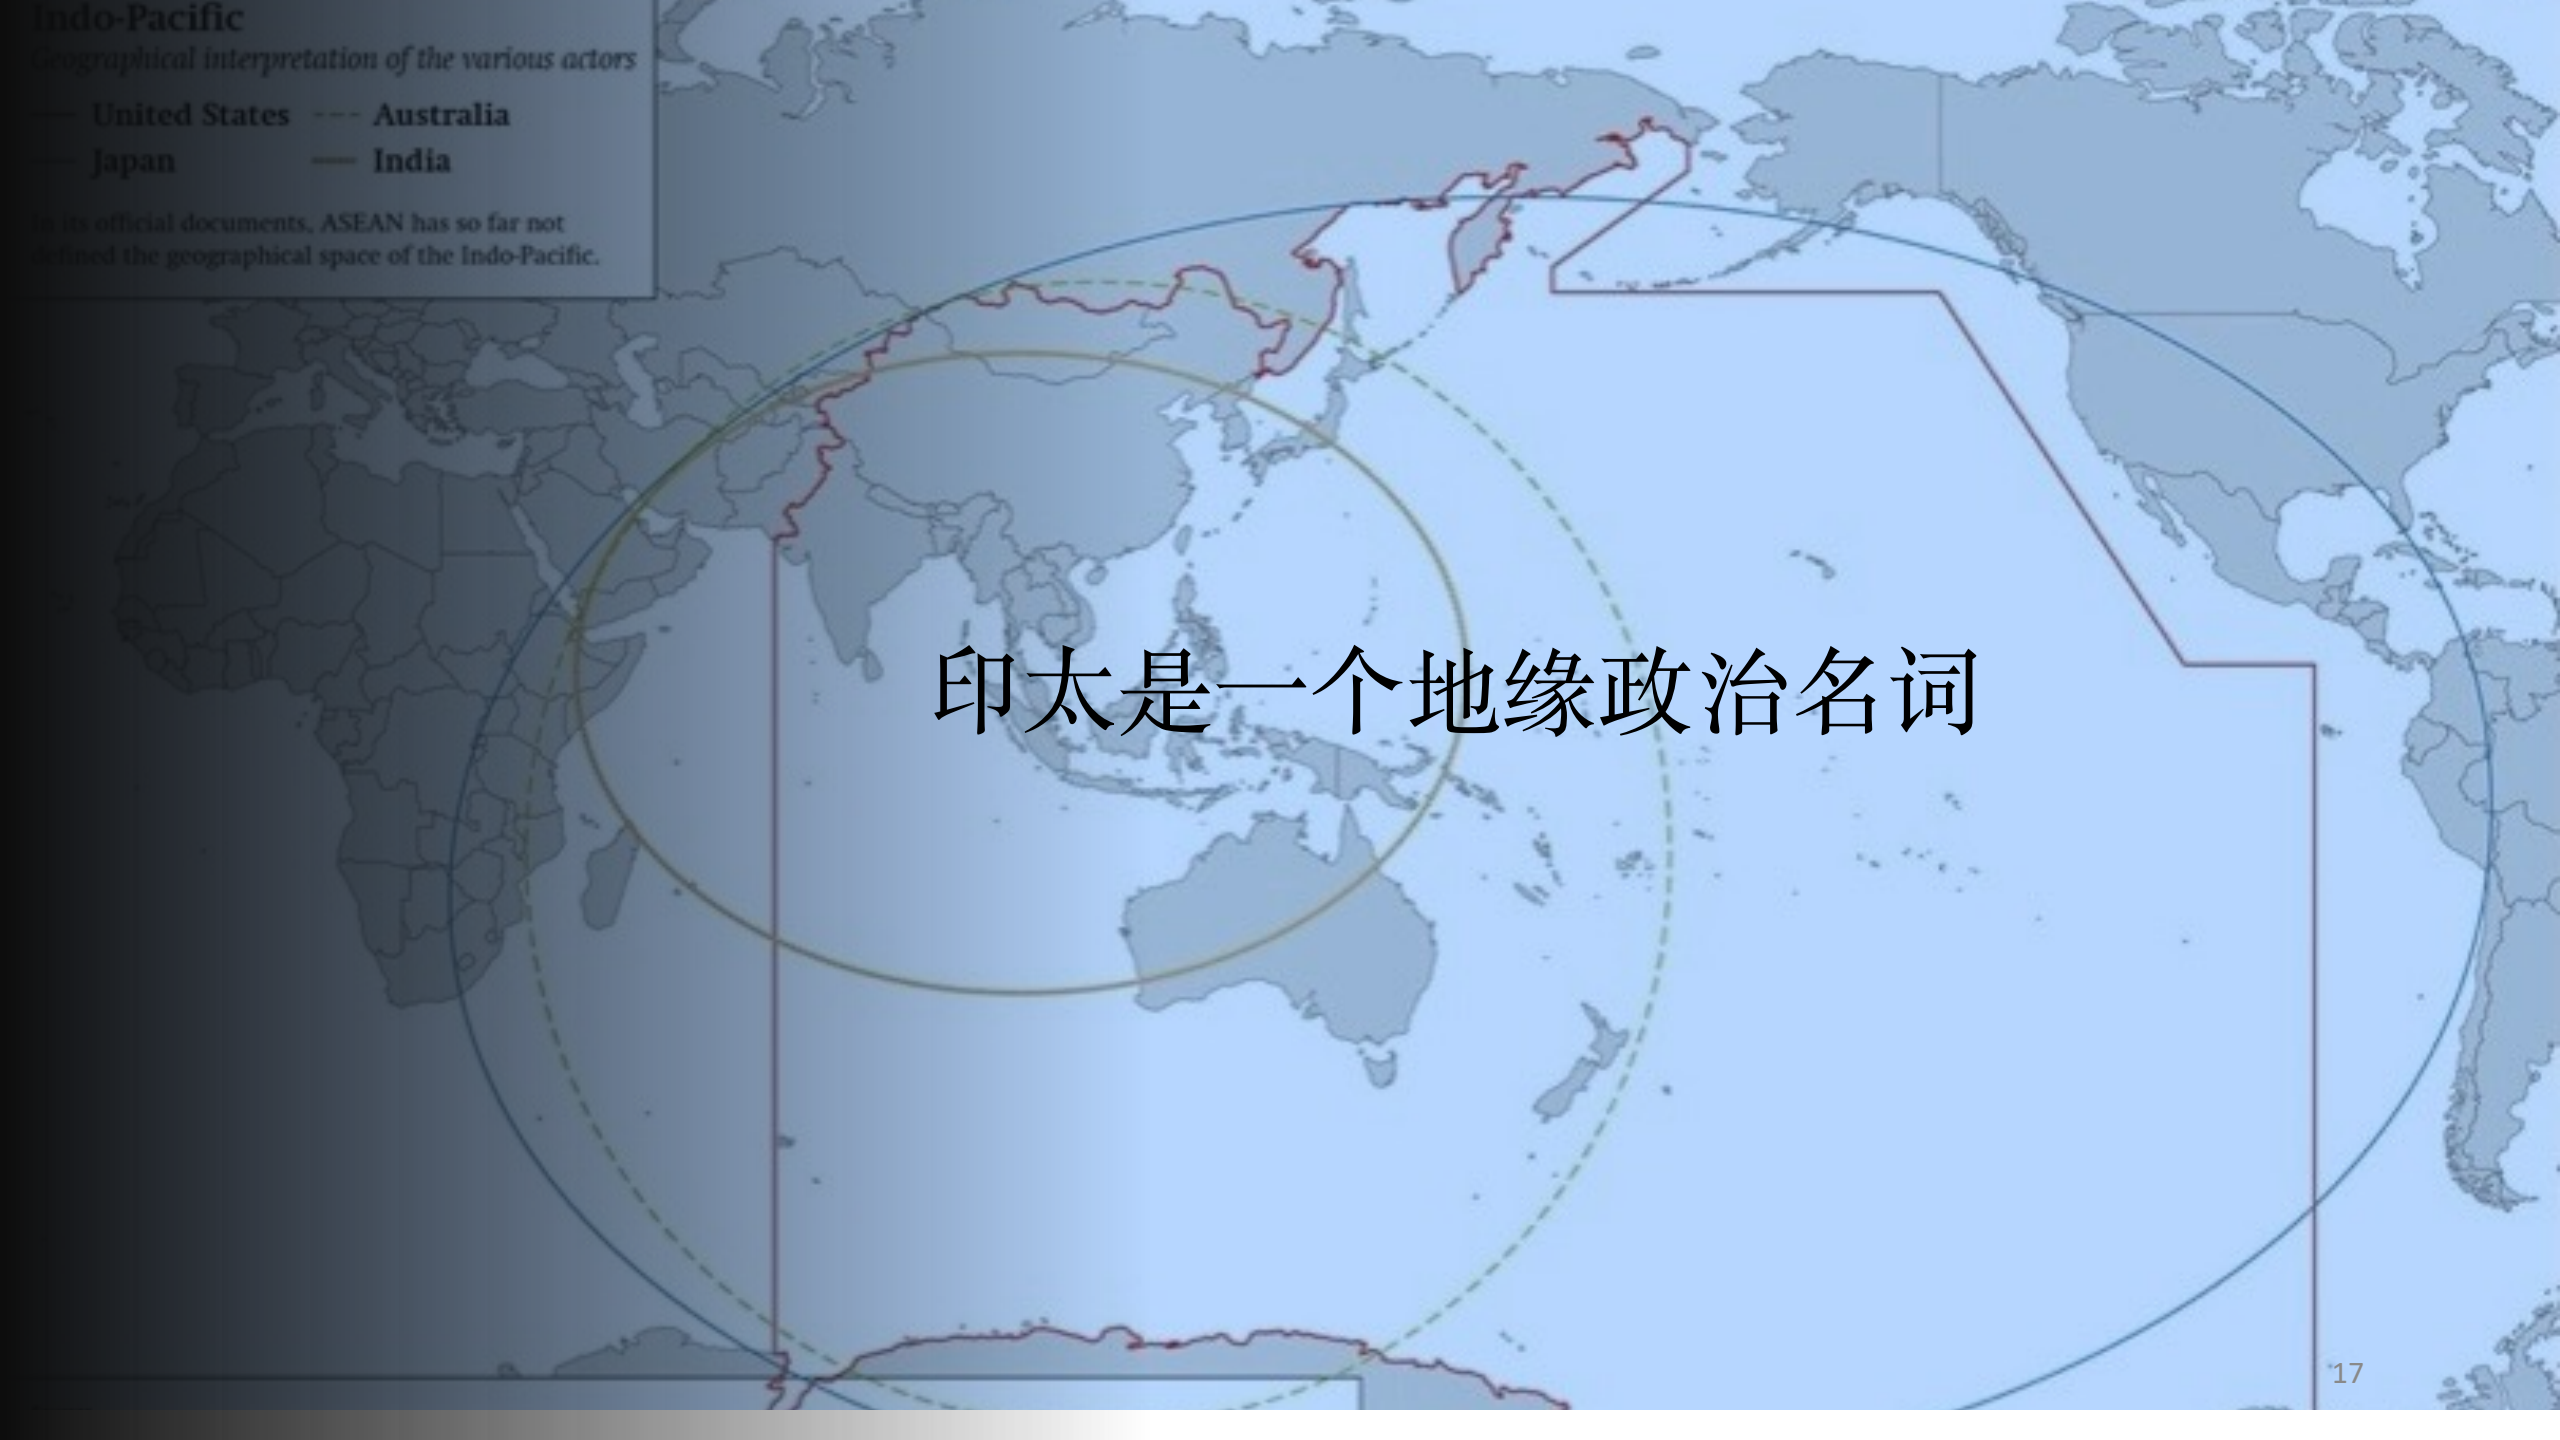 Indo-Pacific
Geographical interpretation of the various actors
United States
Australia
Japan
India
In its official documents, ASEAN has so far not
defined the geographical space of the Indo-Pacific.
印太是一个地缘政治名词
17